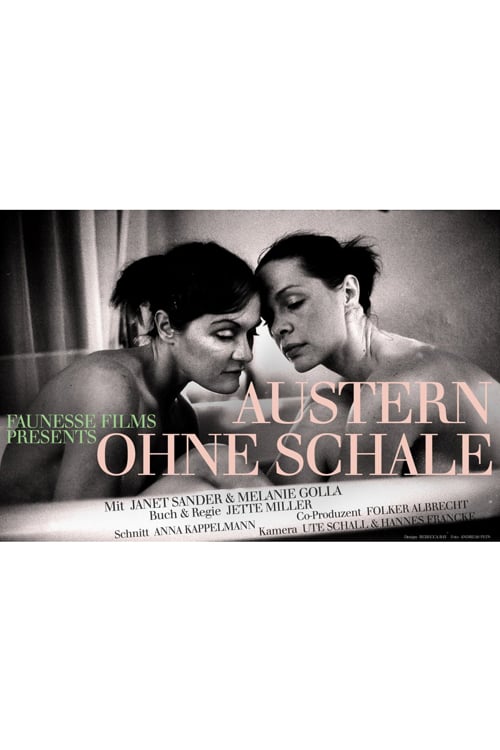 AUSTERN
OHNE SCHALE
FAUNESSE FILMS
PRESENTS
Mit JANET SANDER & MELANIE GOLLA
Buch & Regie JETTE MILLER
Co-Produzent FOLKER ALBRECHT
Schnitt ANNA KAPPELMANN
Kamera UTE SCHALL & HANNES FRANCKE